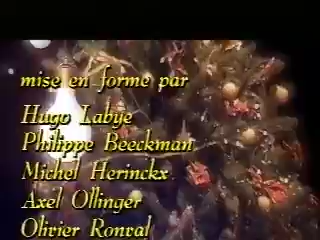 mise en forme par
Hugo Labye
Philippe Beeckman
Michel Herinckx
Axel Ollinger
Olivier Ronval